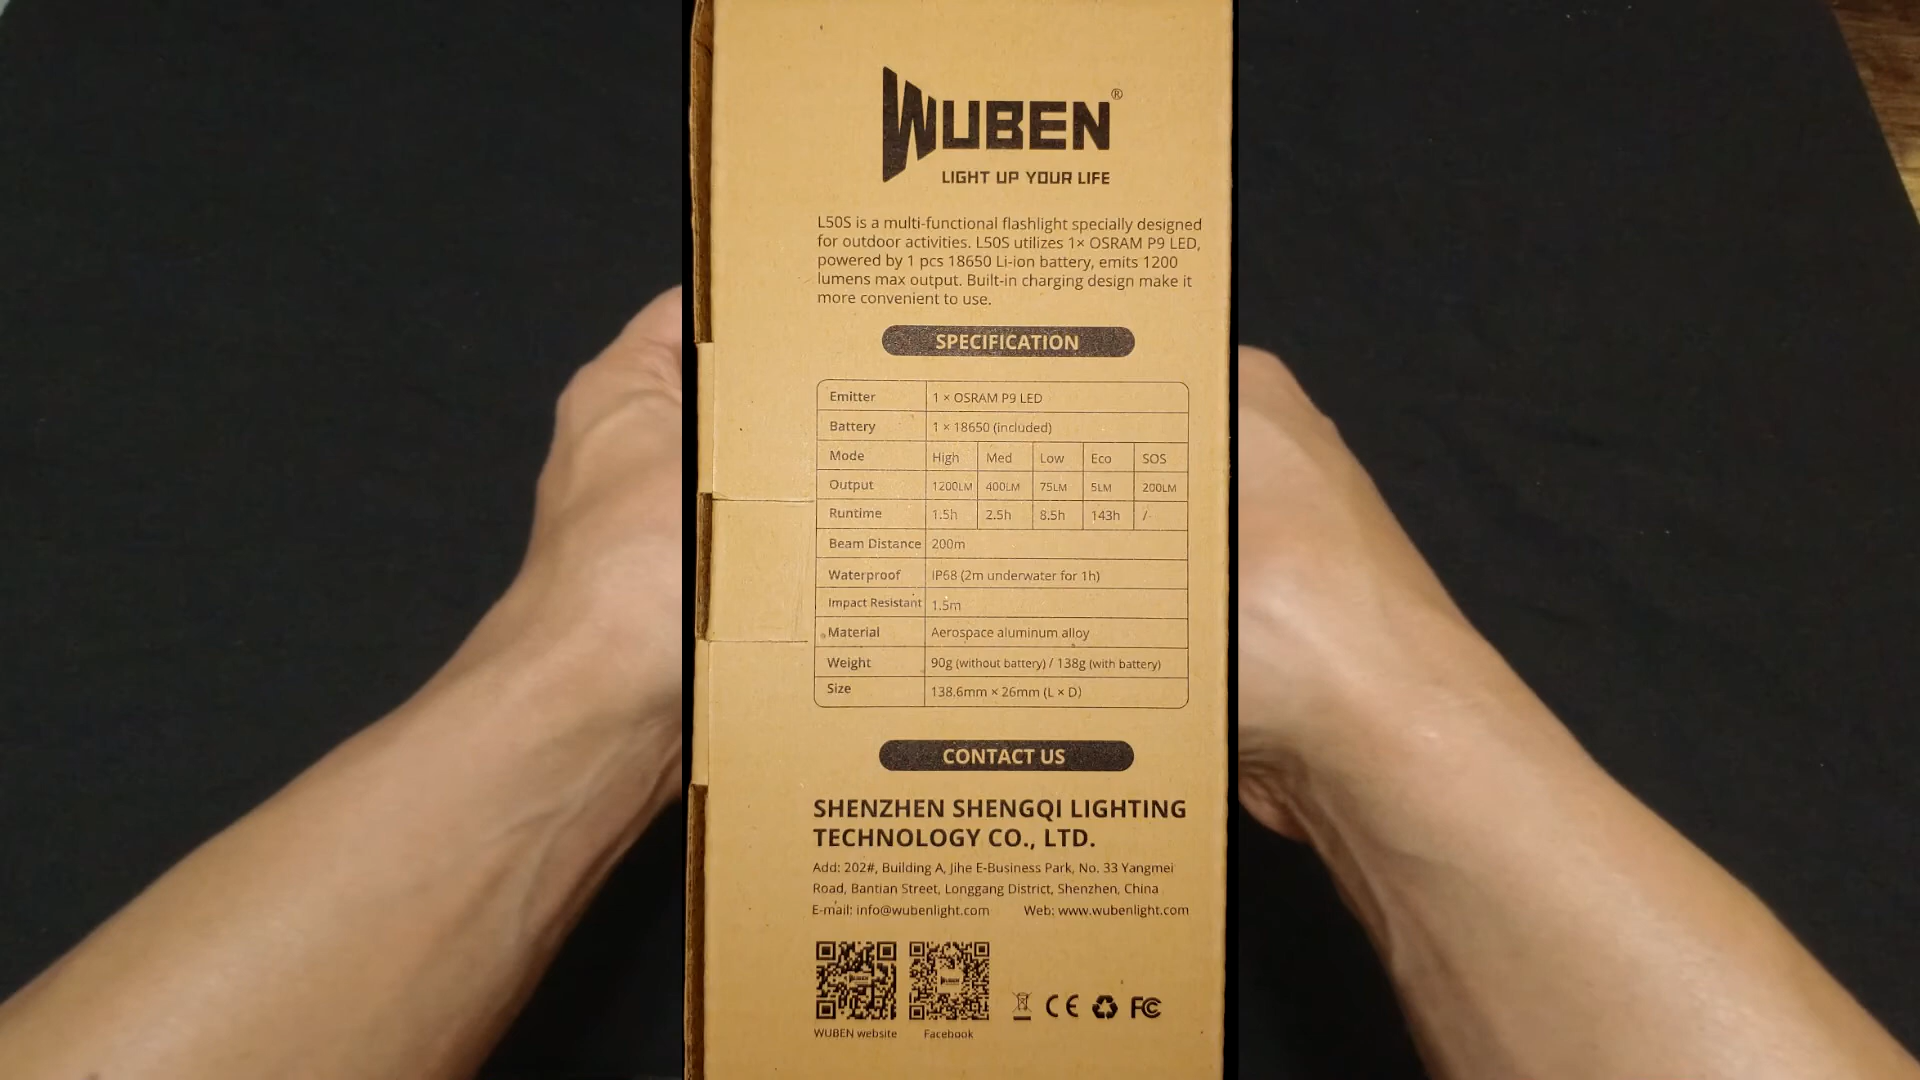 WUBEN®
LIGHT UP YOUR LIFE
L50S is a multi-functional flashlight specially designed
for outdoor activities. L50S utilizes 1× OSRAM P9 LED,
powered by 1 pcs 18650 Li-ion battery, emits 1200
lumens max output. Built-in charging design make it
more convenient to use.
SPECIFICATION
Emitter 1 × OSRAM P9 LED
Battery 1 × 18650 (included)
Mode High Med Low Eco SOS
Output 1200LM 400LM 75LM 5LM 200LM
Runtime 1.5h 2.5h 8.5h 143h /
Beam Distance 200m
Waterproof IP68 (2m underwater for 1h)
Impact Resistant 1.5m
Material Aerospace aluminum alloy
Weight 90g (without battery) / 138g (with battery)
Size 138.6mm × 26mm (L × D)
CONTACT US
SHENZHEN SHENGQI LIGHTING
TECHNOLOGY CO., LTD.
Add: 202#, Building A, Jihe E-Business Park, No. 33 Yangmei
Road, Bantian Street, Longgang District, Shenzhen, China
E-mail: info@wubenlight.com Web: www.wubenlight.com
CE FC
WUBEN website Facebook